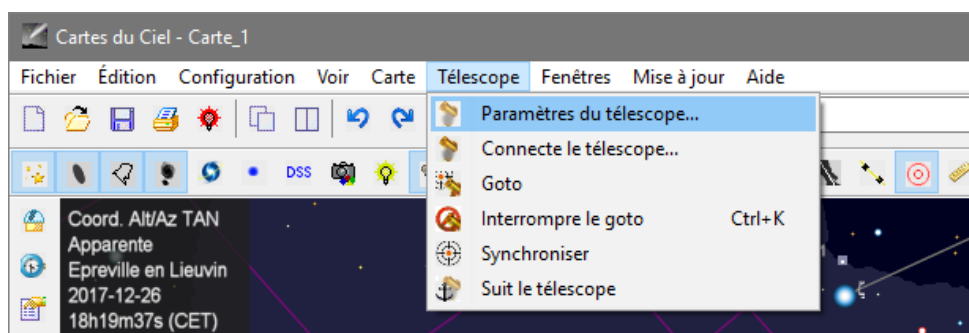 Cartes du Ciel - Carte_1
Fichier Édition Configuration Voir Carte Télescope Fenêtres Mise à jour Aide
Paramètres du télescope...
Connecte le télescope...
DSS
Goto
Interrompre le goto Ctrl+K
Synchroniser
Suit le télescope
Coord. Alt/Az TAN
Apparente
Epreville en Lieuvin
2017-12-26
18h19m37s (CET)
ζ